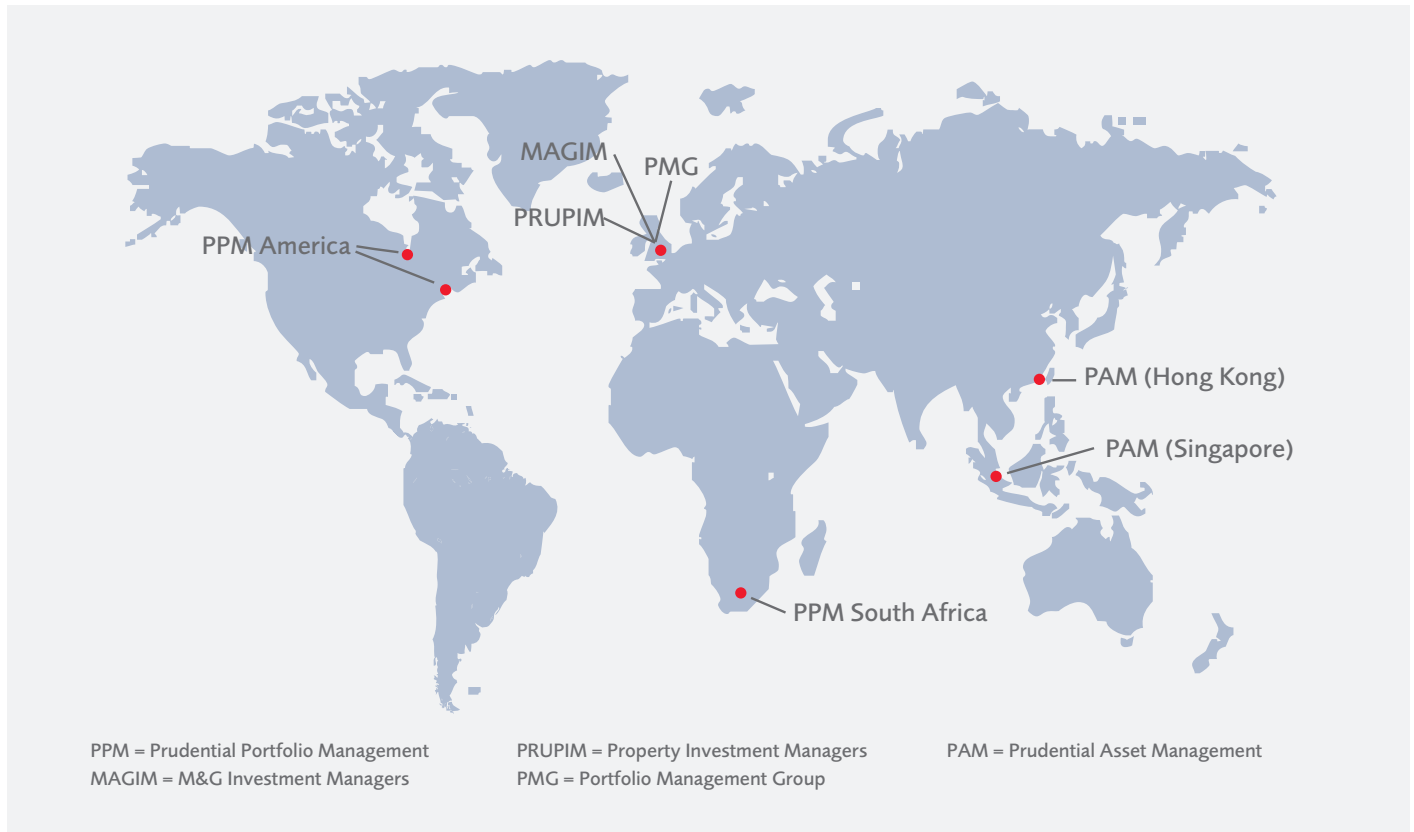 MAGIM
PMG
PRUPIM
PPM America
PAM (Hong Kong)
PAM (Singapore)
PPM South Africa
PPM = Prudential Portfolio Management
MAGIM = M&G Investment Managers
PRUPIM = Property Investment Managers
PMG = Portfolio Management Group
PAM = Prudential Asset Management